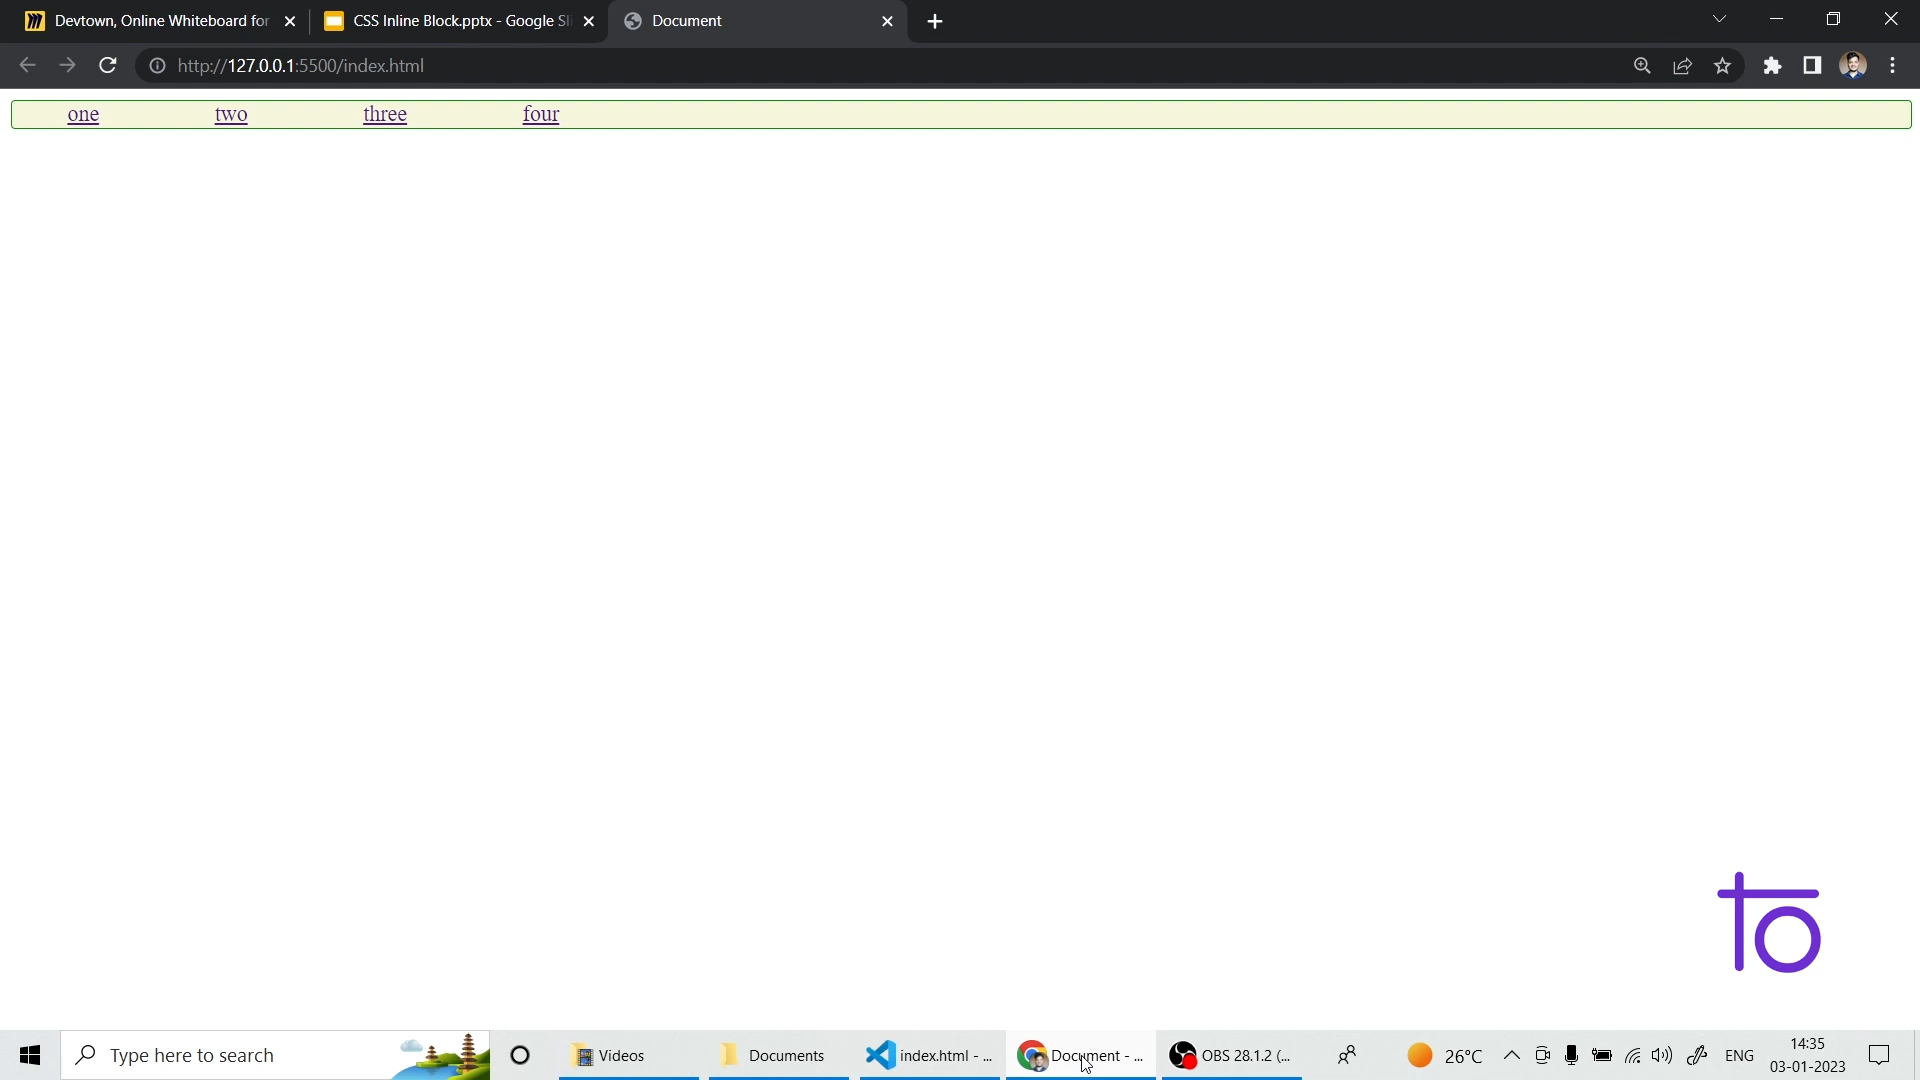 Devtown, Online Whiteboard for
CSS Inline Block.pptx - Google Sli
Document
http://127.0.0.1:5500/index.html
one two three four
to
Type here to search
Videos
Documents
index.html - ...
Document - ...
OBS 28.1.2 (...
26°C
ENG
14:35
03-01-2023